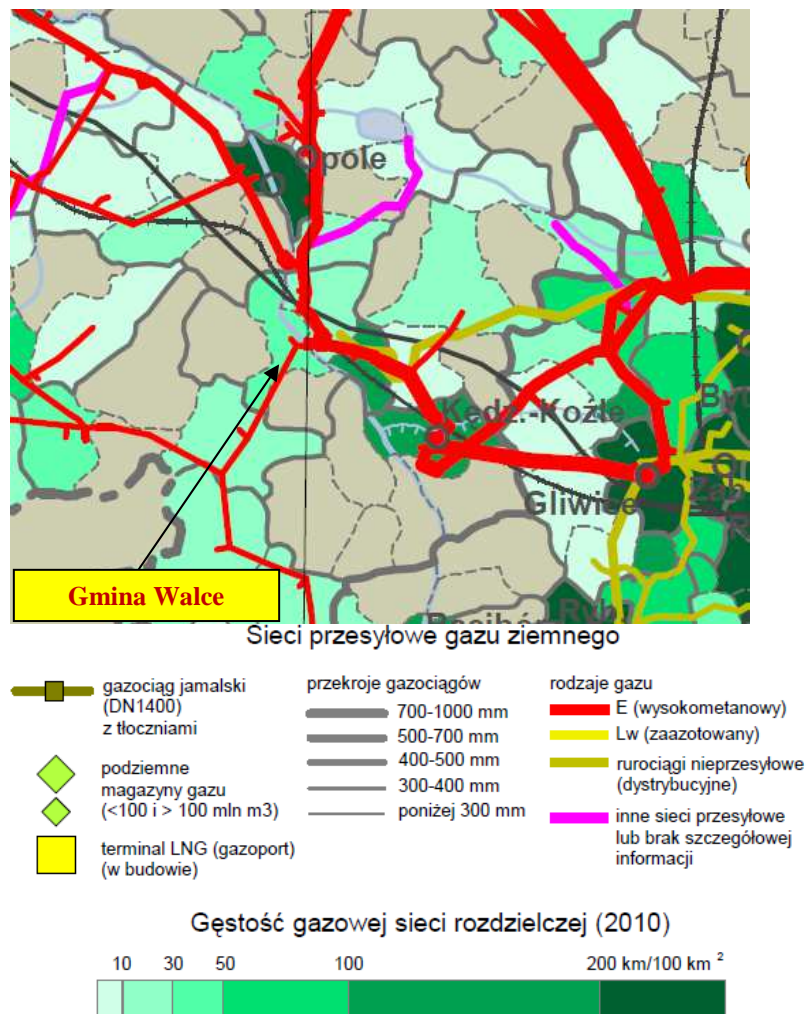 Opole
Kędz.-Koźle
Gliwice
Gmina Walce
Sieci przesyłowe gazu ziemnego
gazociąg jamalski
(DN1400)
z tłoczniami
podziemne
magazyny gazu
(<100 i > 100 mln m3)
terminal LNG (gazoport)
(w budowie)
przekroje gazociągów
700-1000 mm
500-700 mm
400-500 mm
300-400 mm
poniżej 300 mm
rodzaje gazu
E (wysokometanowy)
Lw (zaazotowany)
rurociągi nieprzesyłowe
(dystrybucyjne)
inne sieci przesyłowe
lub brak szczegółowej
informacji
Gęstość gazowej sieci rozdzielczej (2010)
10 30 50 100 200 km/100 km ²